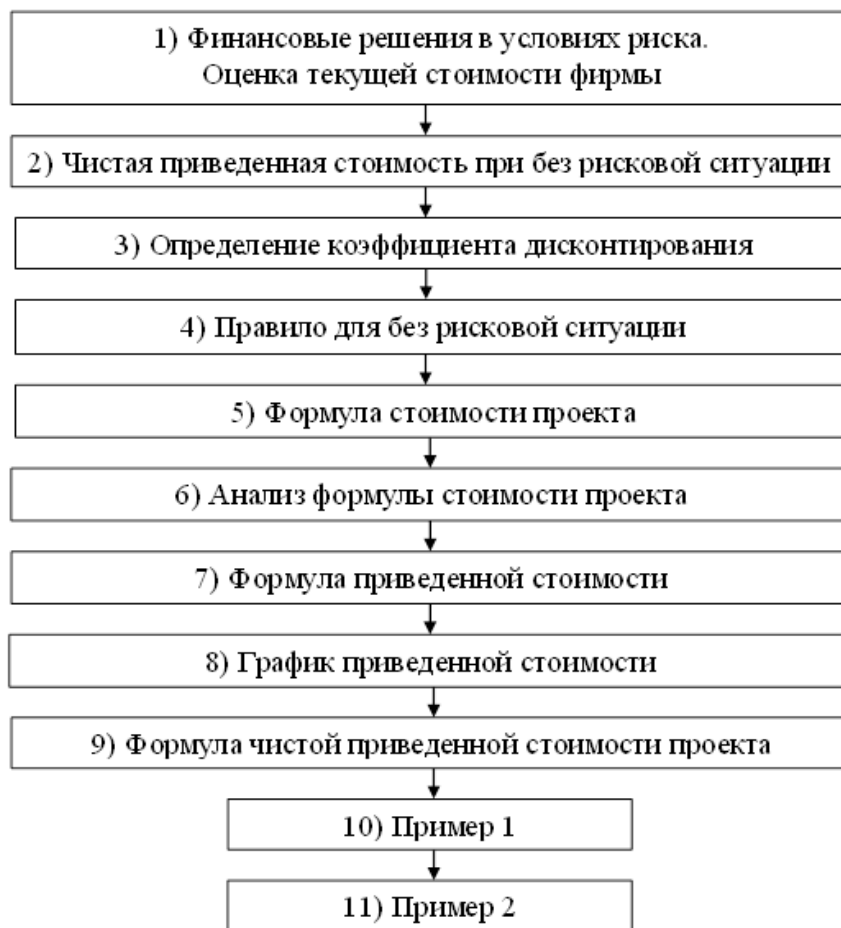 1) Финансовые решения в условиях риска.
Оценка текущей стоимости фирмы
2) Чистая приведенная стоимость при без рисковой ситуации
3) Определение коэффициента дисконтирования
4) Правило для без рисковой ситуации
5) Формула стоимости проекта
6) Анализ формулы стоимости проекта
7) Формула приведенной стоимости
8) График приведенной стоимости
9) Формула чистой приведенной стоимости проекта
10) Пример 1
11) Пример 2